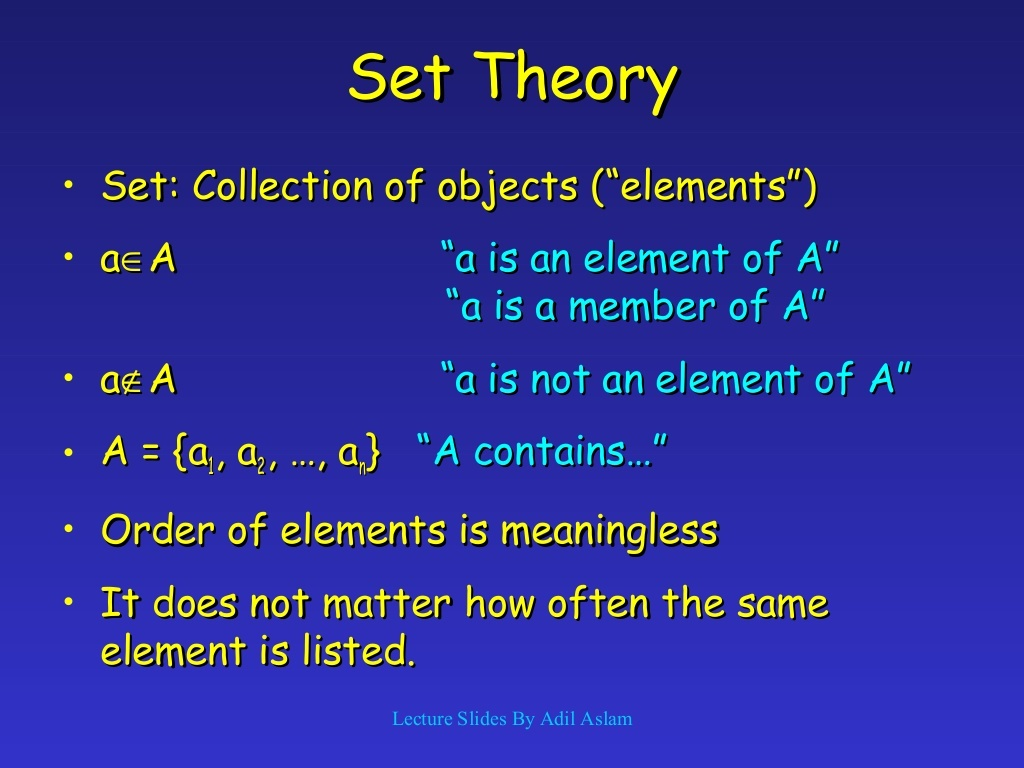 Set Theory
• Set: Collection of objects (“elements”)
• a∈A “a is an element of A”
“a is a member of A”
• a∉A “a is not an element of A”
• A = {a₁, a₂, …, aₙ} “A contains…”
• Order of elements is meaningless
• It does not matter how often the same
element is listed.
Lecture Slides By Adil Aslam